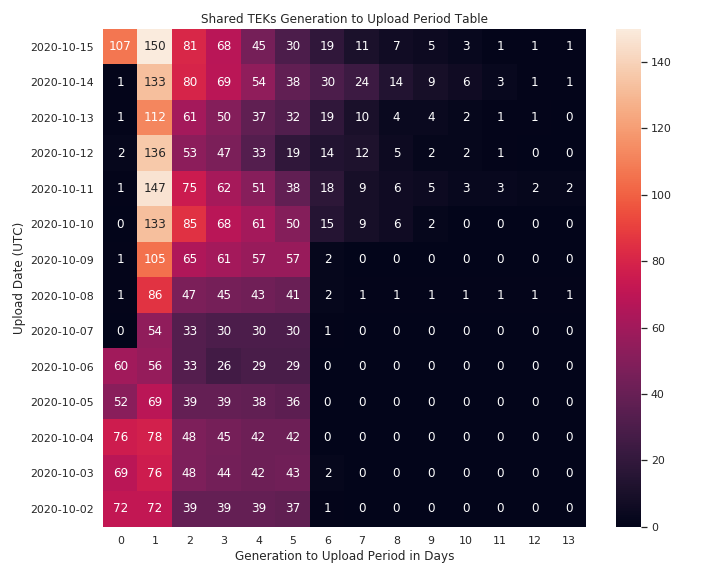 Shared TEKs Generation to Upload Period Table
Upload Date (UTC)
2020-10-15 107 150 81 68 45 30 19 11 7 5 3 1 1 1
2020-10-14 1 133 80 69 54 38 30 24 14 9 6 3 1 1
2020-10-13 1 112 61 50 37 32 19 10 4 4 2 1 1 0
2020-10-12 2 136 53 47 33 19 14 12 5 2 2 1 0 0
2020-10-11 1 147 75 62 51 38 18 9 6 5 3 3 2 2
2020-10-10 0 133 85 68 61 50 15 9 6 2 0 0 0 0
2020-10-09 1 105 65 61 57 57 2 0 0 0 0 0 0 0
2020-10-08 1 86 47 45 43 41 2 1 1 1 1 1 1 1
2020-10-07 0 54 33 30 30 30 1 0 0 0 0 0 0 0
2020-10-06 60 56 33 26 29 29 0 0 0 0 0 0 0 0
2020-10-05 52 69 39 39 38 36 0 0 0 0 0 0 0 0
2020-10-04 76 78 48 45 42 42 0 0 0 0 0 0 0 0
2020-10-03 69 76 48 44 42 43 2 0 0 0 0 0 0 0
2020-10-02 72 72 39 39 39 37 1 0 0 0 0 0 0 0
0 1 2 3 4 5 6 7 8 9 10 11 12 13
Generation to Upload Period in Days
140
120
100
80
60
40
20
0